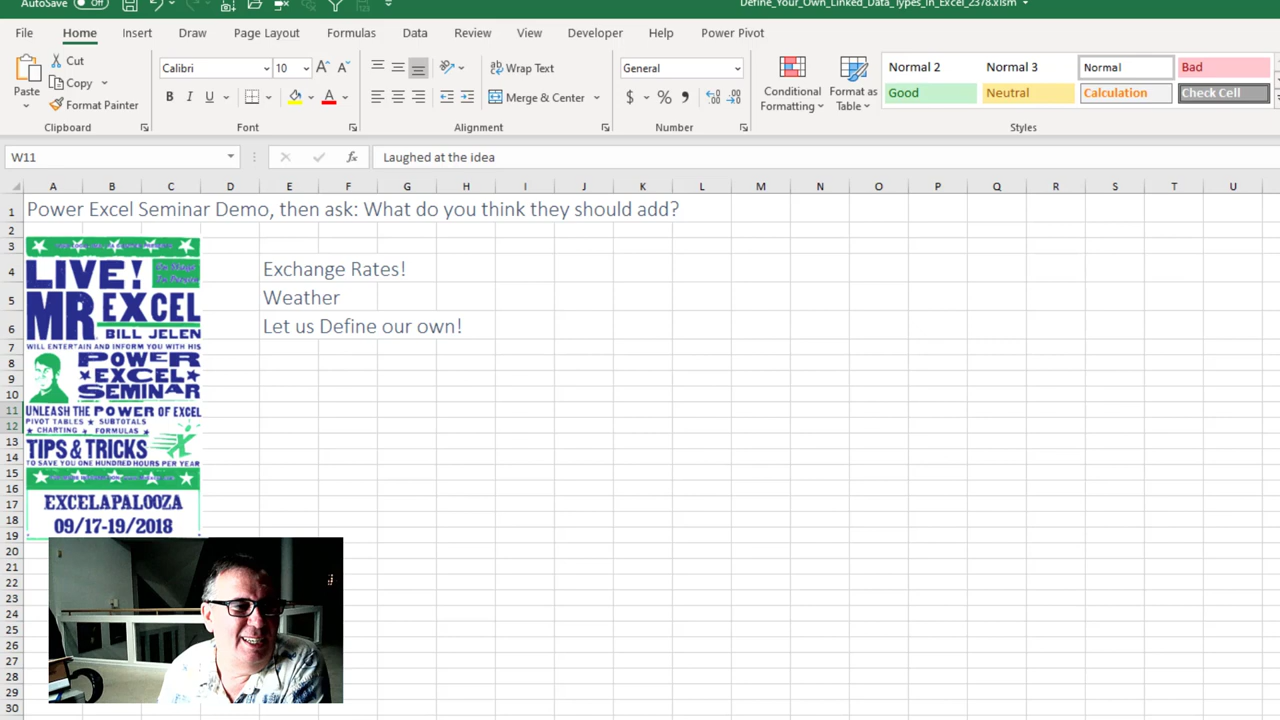 AutoSave Off
Define_Your_Own_Linked_Data_Types_In_Excel_2378.xlsm
File Home Insert Draw Page Layout Formulas Data Review View Developer Help Power Pivot
Paste
Cut
Copy
Format Painter
Clipboard
Calibri 10
B I U
Font
Wrap Text
Merge & Center
Alignment
General
$ % ,
Number
Conditional Formatting
Format as Table
Normal 2 Normal 3 Normal Bad
Good Neutral Calculation Check Cell
Styles
W11 fx Laughed at the idea
A B C D E F G H I J K L M N O P Q R S T U
1 Power Excel Seminar Demo, then ask: What do you think they should add?
2
3
4 Exchange Rates!
5 Weather
6 Let us Define our own!
7
8
9
10
11
12
13
14
15
16
17
18
19
20
21
22
23
24
25
26
27
28
29
30
LIVE!
MR EXCEL
BILL JELEN
WILL ENTERTAIN AND INFORM YOU WITH HIS
POWER
EXCEL
SEMINAR
UNLEASH THE POWER OF EXCEL
PIVOT TABLES ★ SUBTOTALS
★ CHARTING ★ FORMULAS ★
TIPS & TRICKS
TO SAVE YOU ONE HUNDRED HOURS PER YEAR
EXCELAPALOOZA
09/17-19/2018